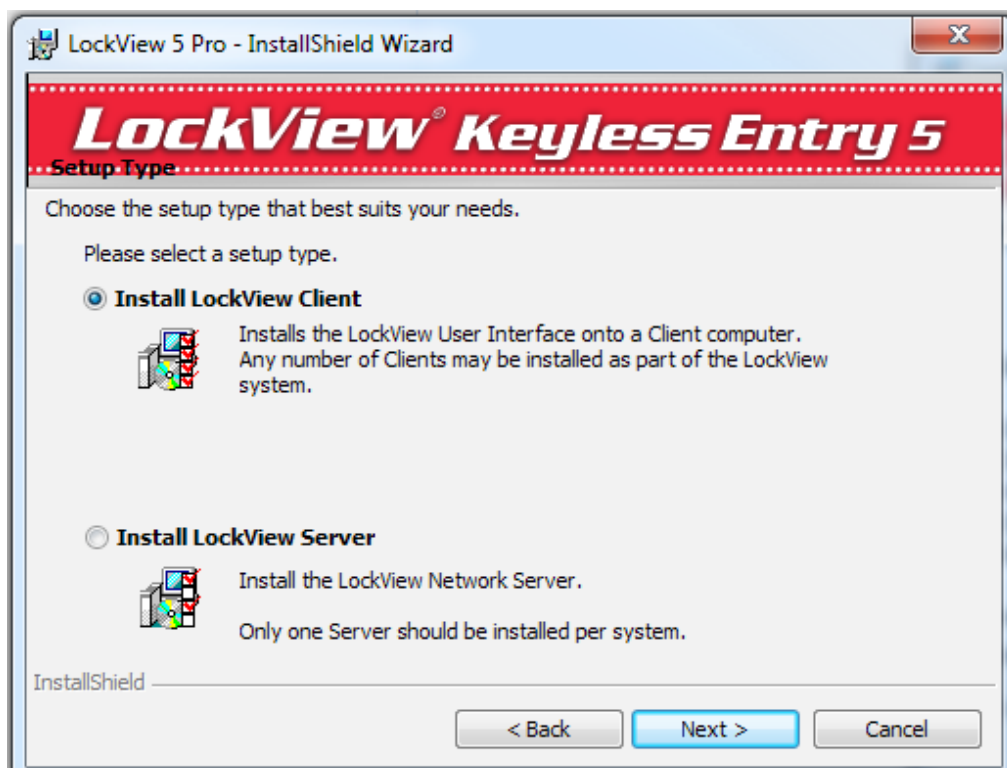 LockView 5 Pro - InstallShield Wizard
LockView® Keyless Entry 5
Setup Type
Choose the setup type that best suits your needs.
Please select a setup type.
Install LockView Client
Installs the LockView User Interface onto a Client computer.
Any number of Clients may be installed as part of the LockView
system.
Install LockView Server
Install the LockView Network Server.
Only one Server should be installed per system.
InstallShield
< Back
Next >
Cancel